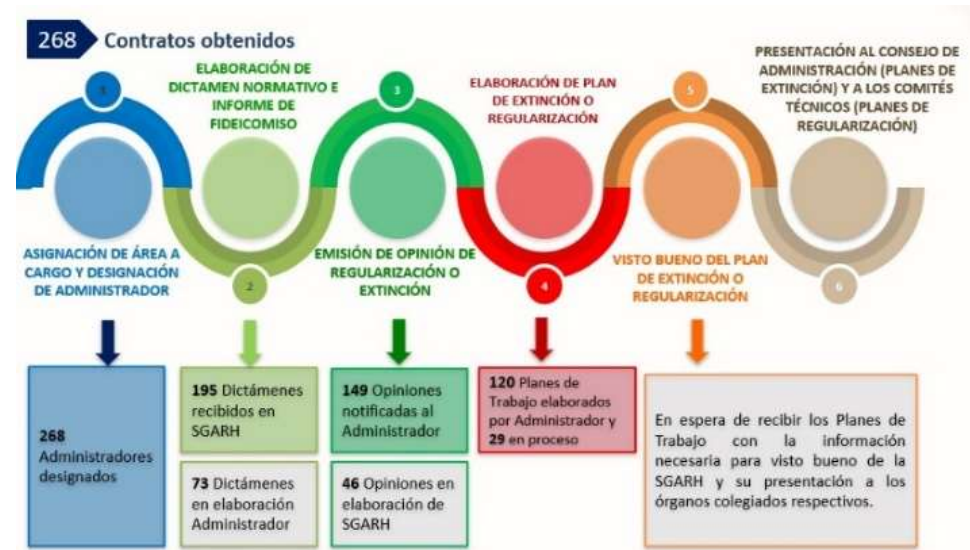 268 Contratos obtenidos
1
ELABORACIÓN DE
DICTAMEN NORMATIVO E
INFORME DE
FIDEICOMISO
3
ELABORACIÓN DE PLAN
DE EXTINCIÓN O
REGULARIZACIÓN
5
PRESENTACIÓN AL CONSEJO DE
ADMINISTRACIÓN (PLANES DE
EXTINCIÓN) Y A LOS COMITÉS
TÉCNICOS (PLANES DE
REGULARIZACIÓN)
ASIGNACIÓN DE ÁREA A
CARGO Y DESIGNACIÓN
DE ADMINISTRADOR
2
EMISIÓN DE OPINIÓN DE
REGULARIZACIÓN O
EXTINCIÓN
4
VISTO BUENO DEL PLAN
DE EXTINCIÓN O
REGULARIZACIÓN
6
268
Administradores
designados
195 Dictámenes
recibidos en
SGARH
73 Dictámenes
en elaboración
Administrador
149 Opiniones
notificadas al
Administrador
46 Opiniones en
elaboración de
SGARH
120 Planes de
Trabajo elaborados
por Administrador y
29 en proceso
En espera de recibir los Planes de
Trabajo con la información
necesaria para visto bueno de la
SGARH y su presentación a los
órganos colegiados respectivos.